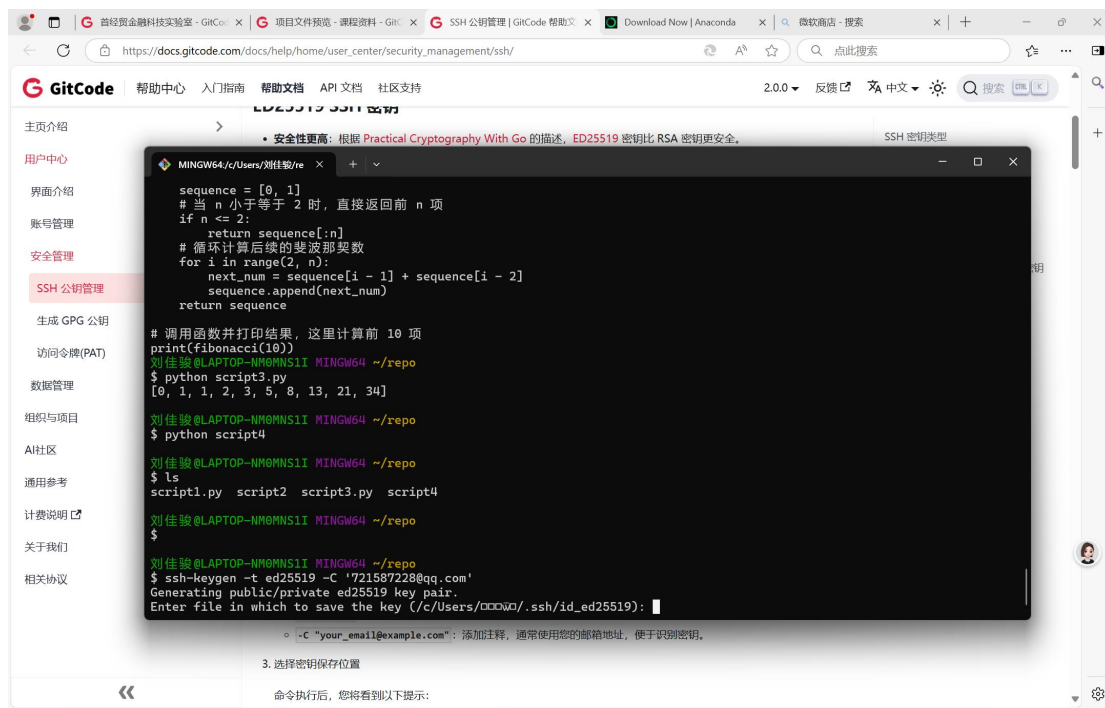 首经贸金融科技实验室 - GitCod
项目文件预览 - 课程资料 - GitC
SSH 公钥管理 | GitCode 帮助文
Download Now | Anaconda
微软商店 - 搜索
https://docs.gitcode.com/docs/help/home/user_center/security_management/ssh/
点此搜索
GitCode 帮助中心 入门指南 帮助文档 API 文档 社区支持 2.0.0 反馈 中文 搜索 CTRL K
主页介绍
用户中心
界面介绍
账号管理
安全管理
SSH 公钥管理
生成 GPG 公钥
访问令牌(PAT)
数据管理
组织与项目
AI社区
通用参考
计费说明
关于我们
相关协议
ED25519 SSH 密钥
• 安全性更高：根据 Practical Cryptography With Go 的描述，ED25519 密钥比 RSA 密钥更安全。
SSH 密钥类型
密钥
MINGW64:/c/Users/刘佳骏/re
sequence = [0, 1]
# 当 n 小于等于 2 时，直接返回前 n 项
if n <= 2:
return sequence[:n]
# 循环计算后续的斐波那契数
for i in range(2, n):
next_num = sequence[i - 1] + sequence[i - 2]
sequence.append(next_num)
return sequence
# 调用函数并打印结果，这里计算前 10 项
print(fibonacci(10))
刘佳骏@LAPTOP-NM0MNS1I MINGW64 ~/repo
$ python script3.py
[0, 1, 1, 2, 3, 5, 8, 13, 21, 34]
刘佳骏@LAPTOP-NM0MNS1I MINGW64 ~/repo
$ python script4
刘佳骏@LAPTOP-NM0MNS1I MINGW64 ~/repo
$ ls
script1.py script2 script3.py script4
刘佳骏@LAPTOP-NM0MNS1I MINGW64 ~/repo
$
刘佳骏@LAPTOP-NM0MNS1I MINGW64 ~/repo
$ ssh-keygen -t ed25519 -C '721587228@qq.com'
Generating public/private ed25519 key pair.
Enter file in which to save the key (/c/Users/□□□w□/.ssh/id_ed25519):
◦ -C "your_email@example.com"：添加注释，通常使用您的邮箱地址，便于识别密钥。
3. 选择密钥保存位置
命令执行后，您将看到以下提示：